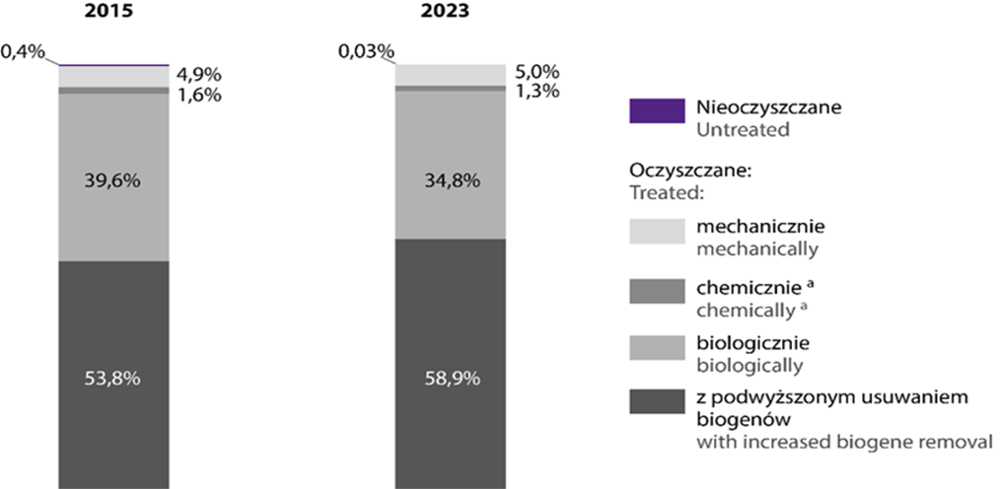 2015
2023
0,4%
4,9%
1,6%
39,6%
53,8%
0,03%
5,0%
1,3%
34,8%
58,9%
Nieoczyszczane
Untreated
Oczyszczane:
Treated:
mechanicznie
mechanically
chemicznie ᵃ
chemically ᵃ
biologicznie
biologically
z podwyższonym usuwaniem
biogenów
with increased biogene removal